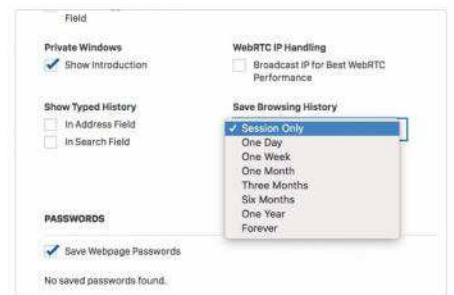 Field
Private Windows
Show Introduction
WebRTC IP Handling
Broadcast IP for Best WebRTC
Performance
Show Typed History
In Address Field
In Search Field
Save Browsing History
Session Only
One Day
One Week
One Month
Three Months
Six Months
One Year
Forever
PASSWORDS
Save Webpage Passwords
No saved passwords found.